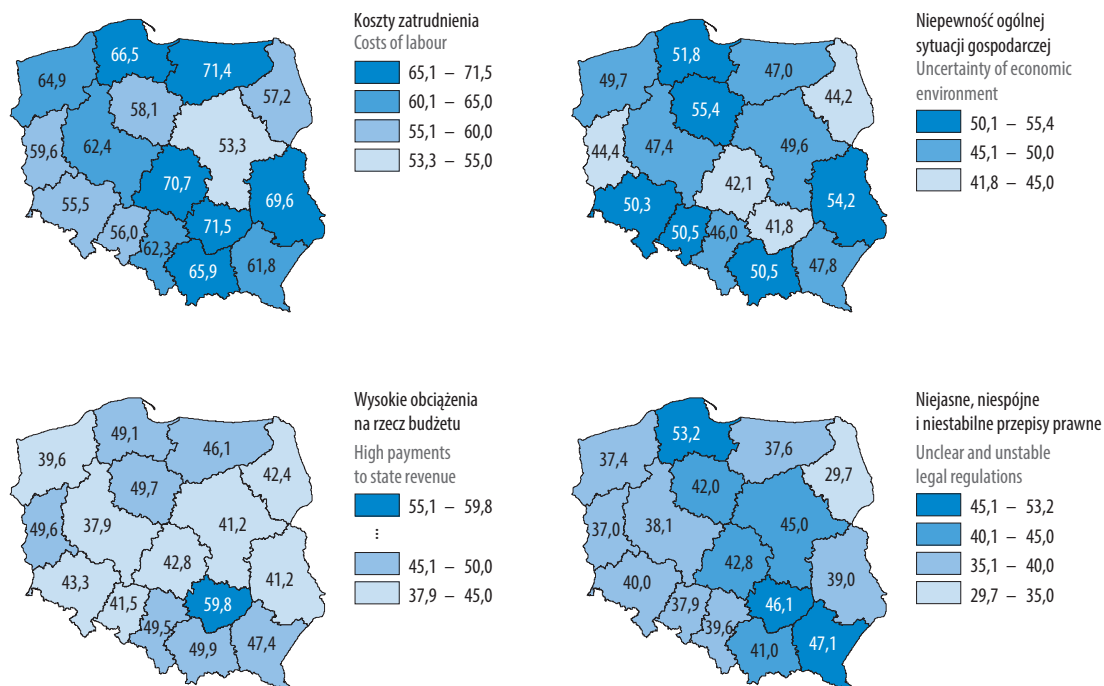 Koszty zatrudnienia
Costs of labour
65,1 – 71,5
60,1 – 65,0
55,1 – 60,0
53,3 – 55,0
66,5
71,4
64,9
57,2
58,1
53,3
62,4
59,6
70,7
69,6
55,5
71,5
56,0
62,3
65,9
61,8
Niepewność ogólnej
sytuacji gospodarczej
Uncertainty of economic
environment
50,1 – 55,4
45,1 – 50,0
41,8 – 45,0
51,8
47,0
49,7
44,2
55,4
49,6
47,4
44,4
42,1
54,2
50,3
41,8
50,5
46,0
50,5
47,8
Wysokie obciążenia
na rzecz budżetu
High payments
to state revenue
55,1 – 59,8
⋮
45,1 – 50,0
37,9 – 45,0
49,1
46,1
39,6
42,4
49,7
41,2
37,9
49,6
42,8
41,2
43,3
59,8
41,5
49,5
49,9
47,4
Niejasne, niespójne
i niestabilne przepisy prawne
Unclear and unstable
legal regulations
45,1 – 53,2
40,1 – 45,0
35,1 – 40,0
29,7 – 35,0
53,2
37,6
37,4
29,7
42,0
45,0
38,1
37,0
42,8
39,0
40,0
46,1
37,9
39,6
41,0
47,1